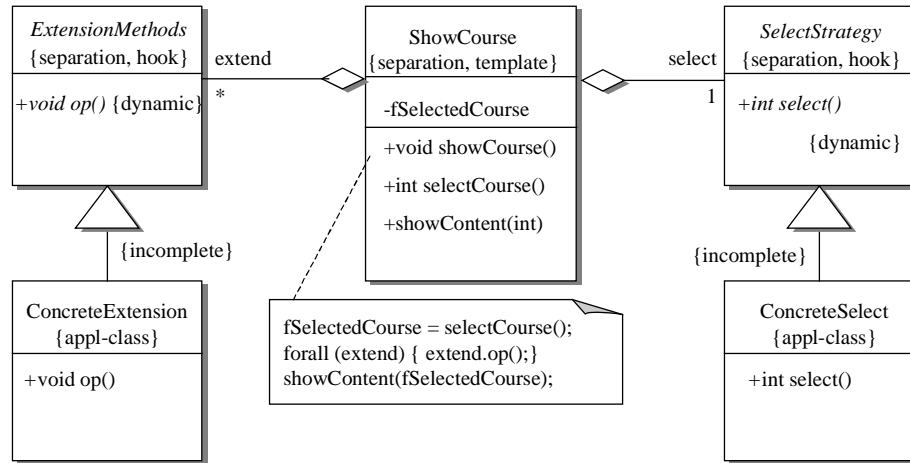 ExtensionMethods
{separation, hook}
+void op() {dynamic}
extend
*
ShowCourse
{separation, template}
-fSelectedCourse
+void showCourse()
+int selectCourse()
+showContent(int)
select
1
SelectStrategy
{separation, hook}
+int select()
{dynamic}
{incomplete}
{incomplete}
ConcreteExtension
{appl-class}
+void op()
fSelectedCourse = selectCourse();
forall (extend) { extend.op();}
showContent(fSelectedCourse);
ConcreteSelect
{appl-class}
+int select()